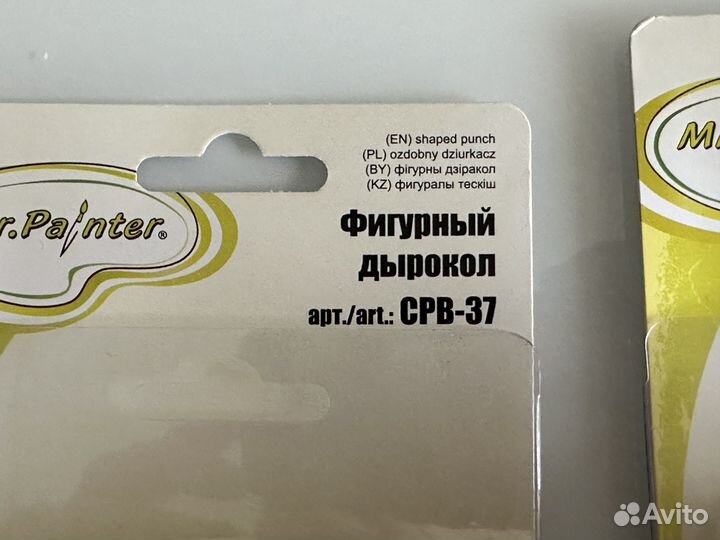 (EN) shaped punch
(PL) ozdobny dziurkacz
(BY) фігурны дзіракол
(KZ) фигуралы тескіш
r.Painter®
Фигурный
дырокол
арт./art.: CPB-37
Mr
Avito